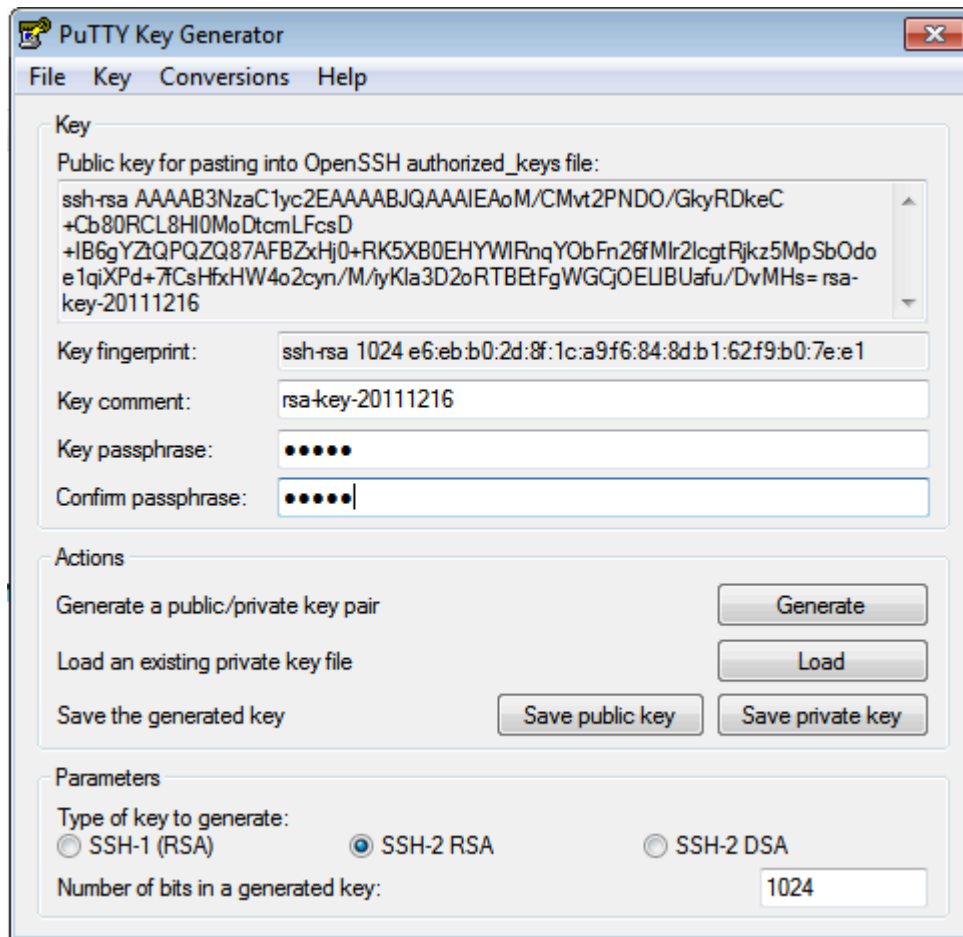 PuTTY Key Generator
File Key Conversions Help
Key
Public key for pasting into OpenSSH authorized_keys file:
ssh-rsa AAAAB3NzaC1yc2EAAAABJQAAAIEAoM/CMvt2PNDO/GkyRDkeC
+Cb80RCL8HI0MoDtcmLFcsD
+IB6gYZtQPQZQ87AFBZxHj0+RK5XB0EHYWIRnqYObFn26fMIr2IcgtRjkz5MpSbOdo
e1qiXPd+7fCsHfxHW4o2cyn/M/iyKla3D2oRTBEtFgWGCjOELIBUafu/DvMHs= rsa-
key-20111216
Key fingerprint: ssh-rsa 1024 e6:eb:b0:2d:8f:1c:a9:f6:84:8d:b1:62:f9:b0:7e:e1
Key comment: rsa-key-20111216
Key passphrase: ●●●●●
Confirm passphrase: ●●●●●
Actions
Generate a public/private key pair Generate
Load an existing private key file Load
Save the generated key Save public key Save private key
Parameters
Type of key to generate:
SSH-1 (RSA) SSH-2 RSA SSH-2 DSA
Number of bits in a generated key: 1024